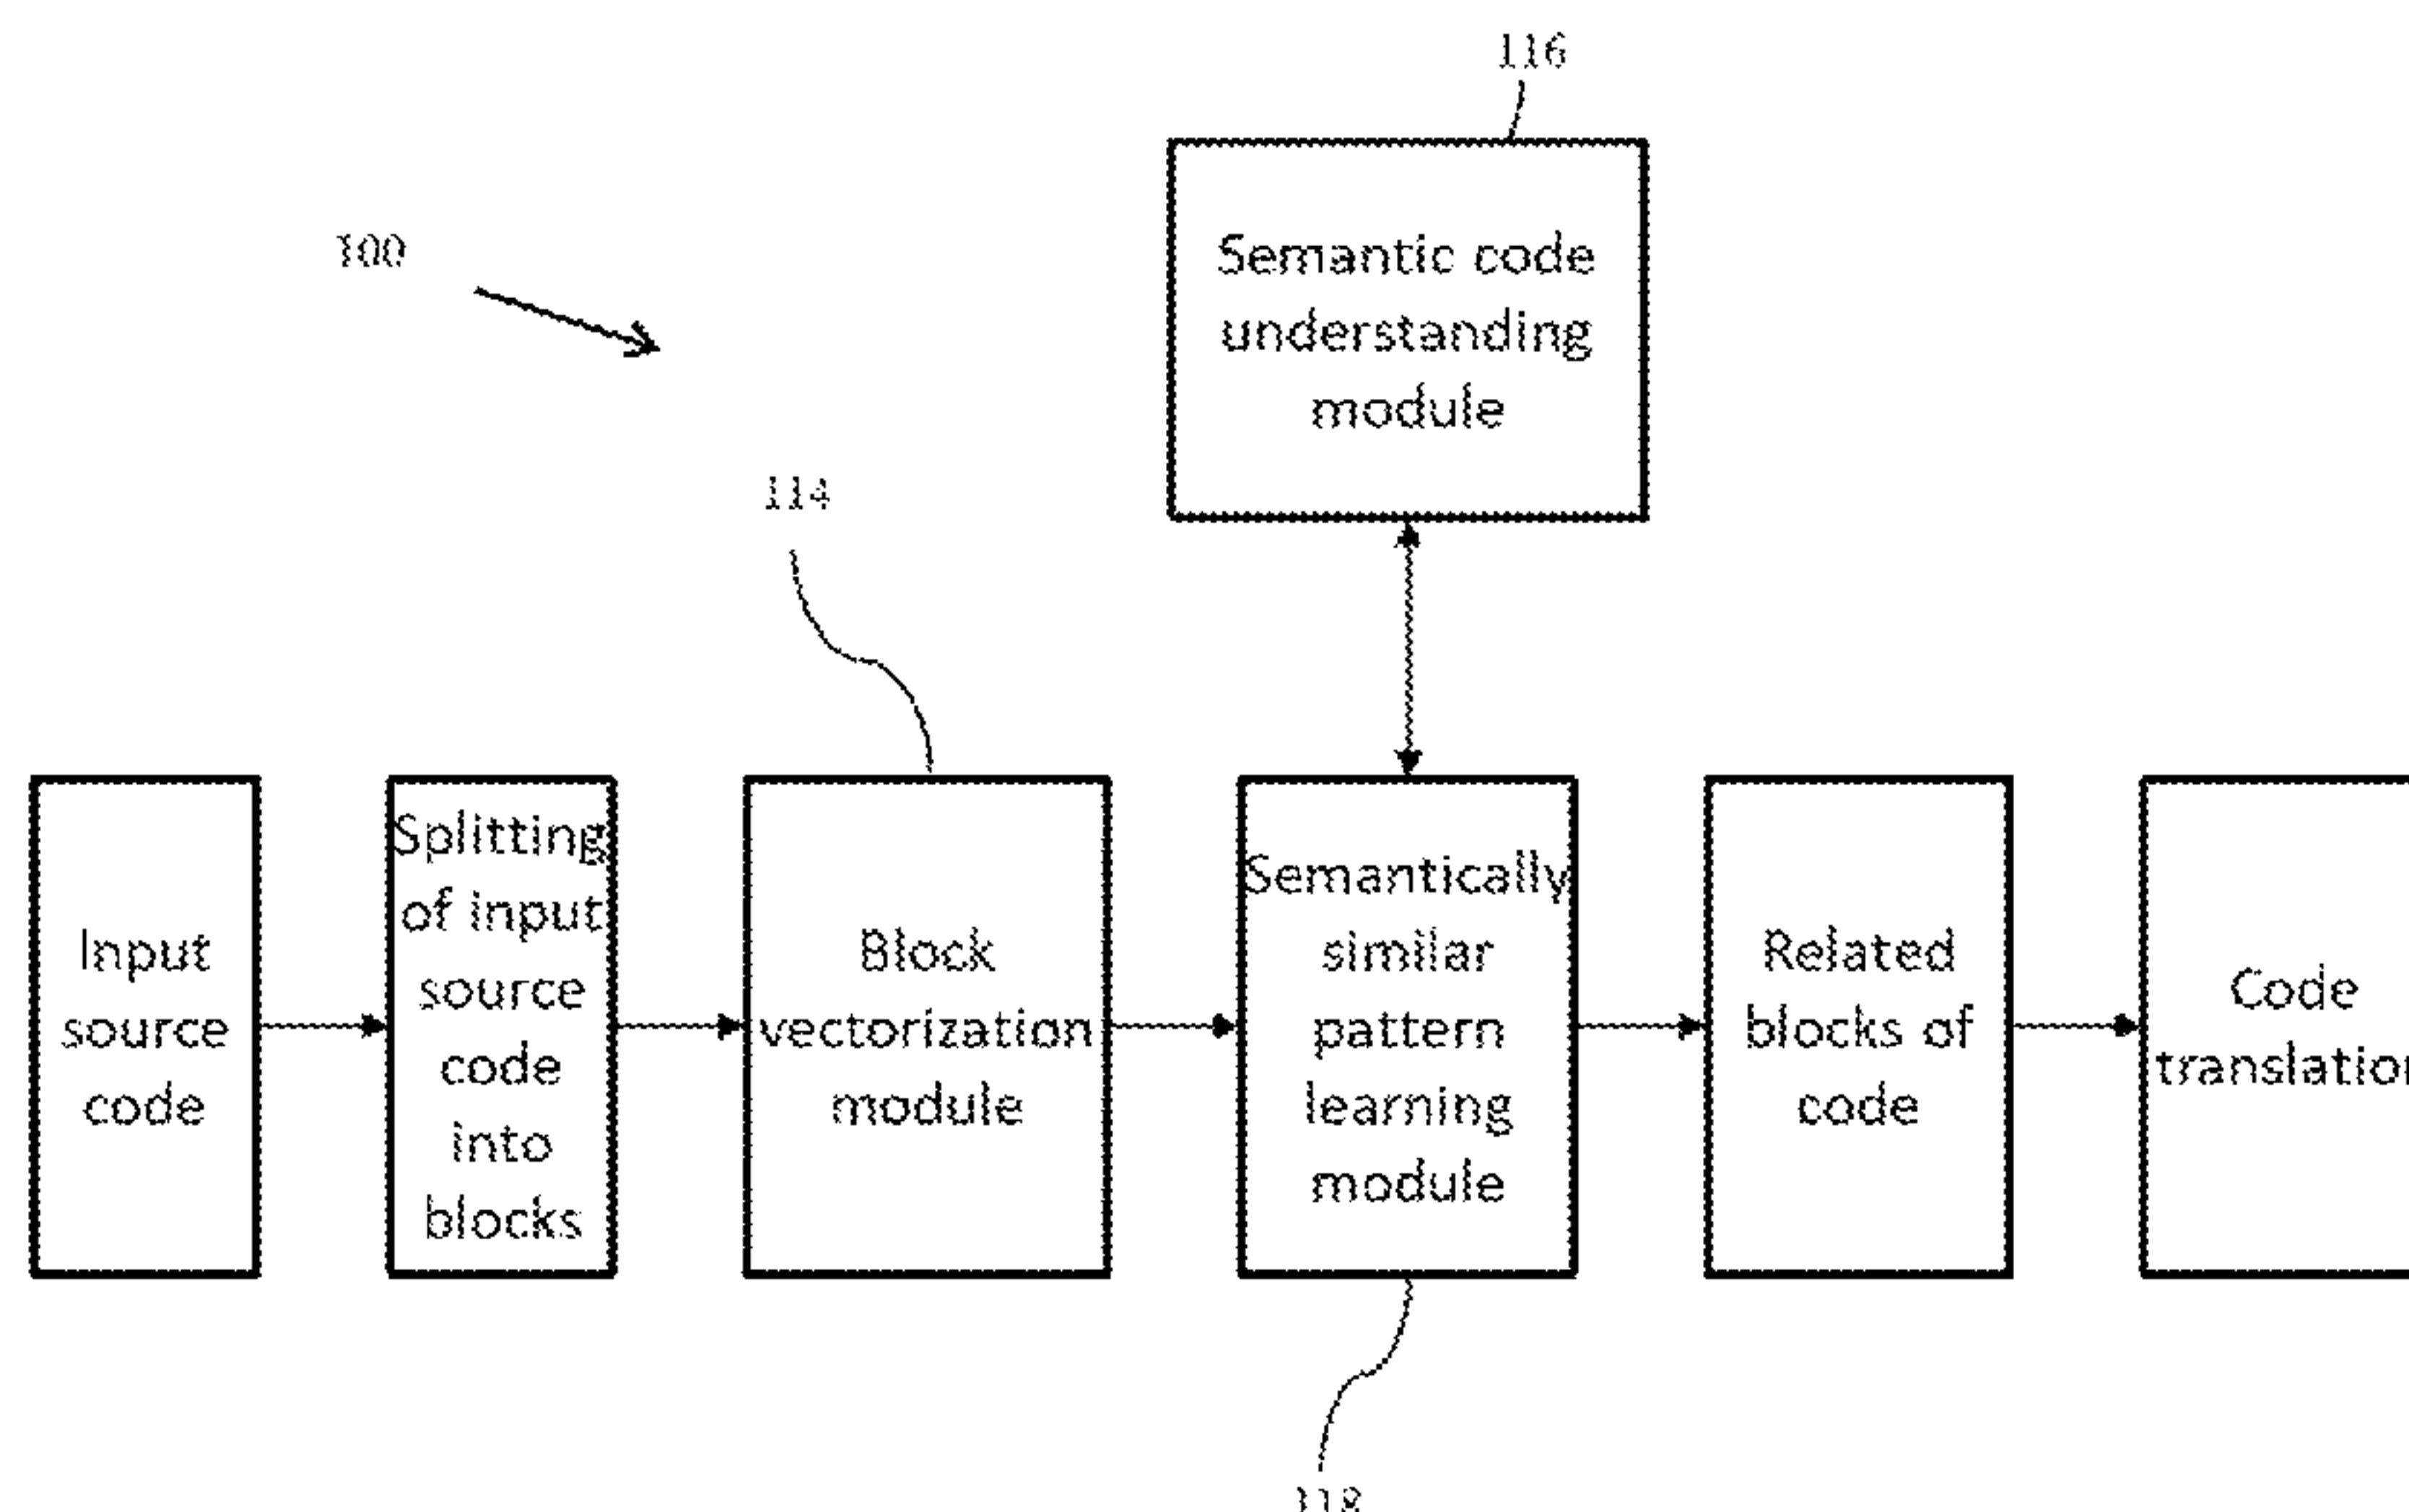 116
100
Semantic code
understanding
module
114
Input
source
code
Splitting
of input
source
code
into
blocks
Block
vectorization
module
Semantically
similar
pattern
learning
module
Related
blocks of
code
Code
translation
118